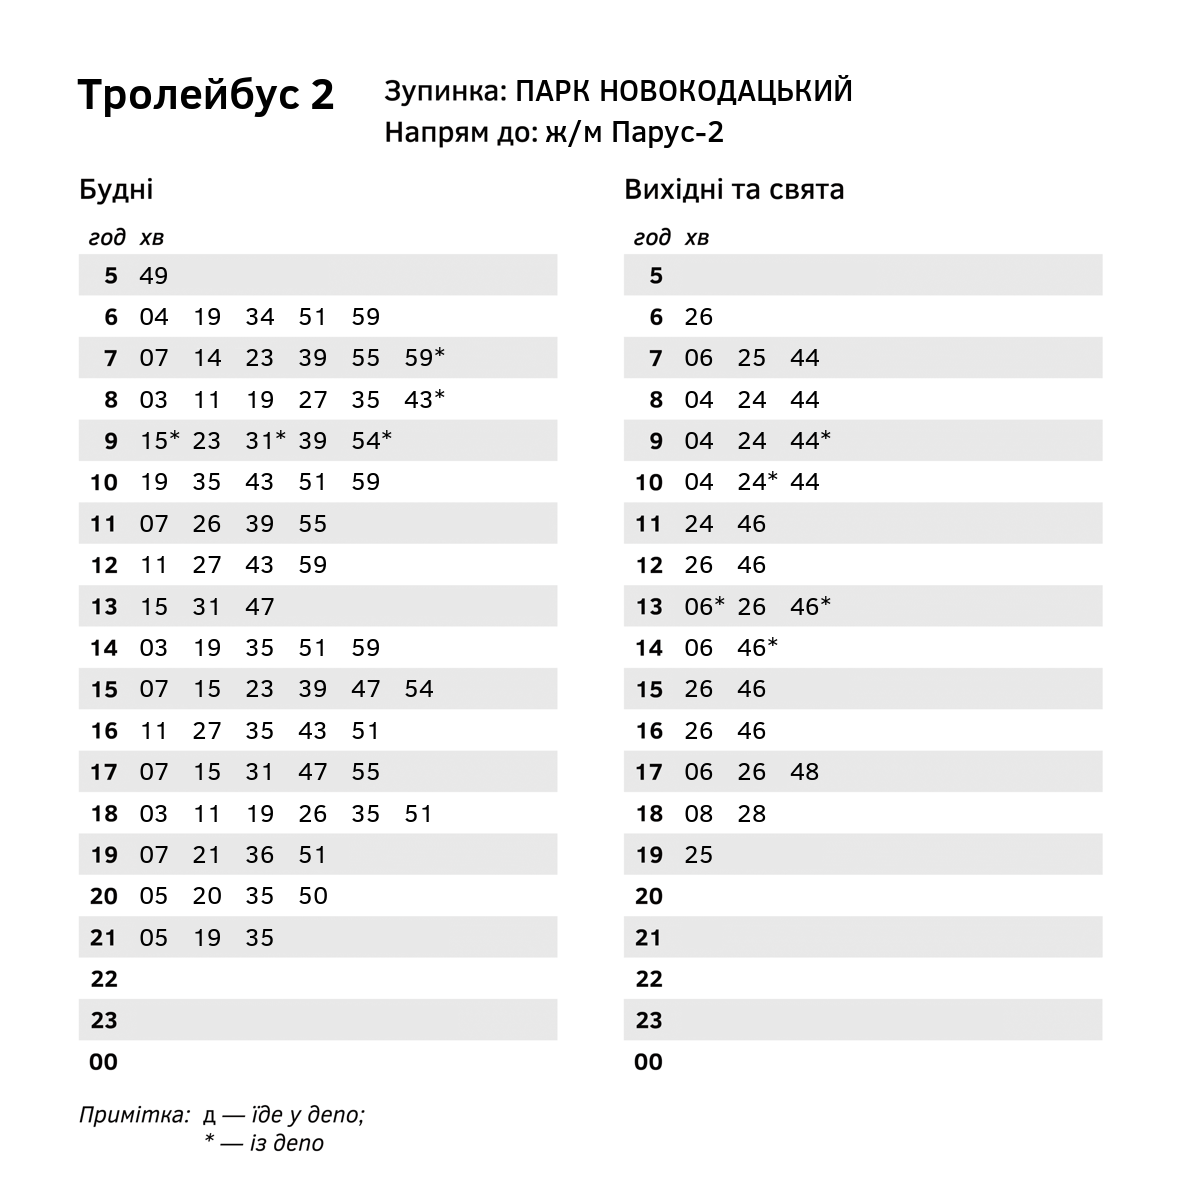 Тролейбус 2
Зупинка: ПАРК НОВОКОДАЦЬКИЙ
Напрям до: ж/м Парус-2
Будні
год хв
5 49
6 04 19 34 51 59
7 07 14 23 39 55 59*
8 03 11 19 27 35 43*
9 15* 23 31* 39 54*
10 19 35 43 51 59
11 07 26 39 55
12 11 27 43 59
13 15 31 47
14 03 19 35 51 59
15 07 15 23 39 47 54
16 11 27 35 43 51
17 07 15 31 47 55
18 03 11 19 26 35 51
19 07 21 36 51
20 05 20 35 50
21 05 19 35
22
23
00
Вихідні та свята
год хв
5
6 26
7 06 25 44
8 04 24 44
9 04 24 44*
10 04 24* 44
11 24 46
12 26 46
13 06* 26 46*
14 06 46*
15 26 46
16 26 46
17 06 26 48
18 08 28
19 25
20
21
22
23
00
Примітка: д — їде у депо;
* — із депо